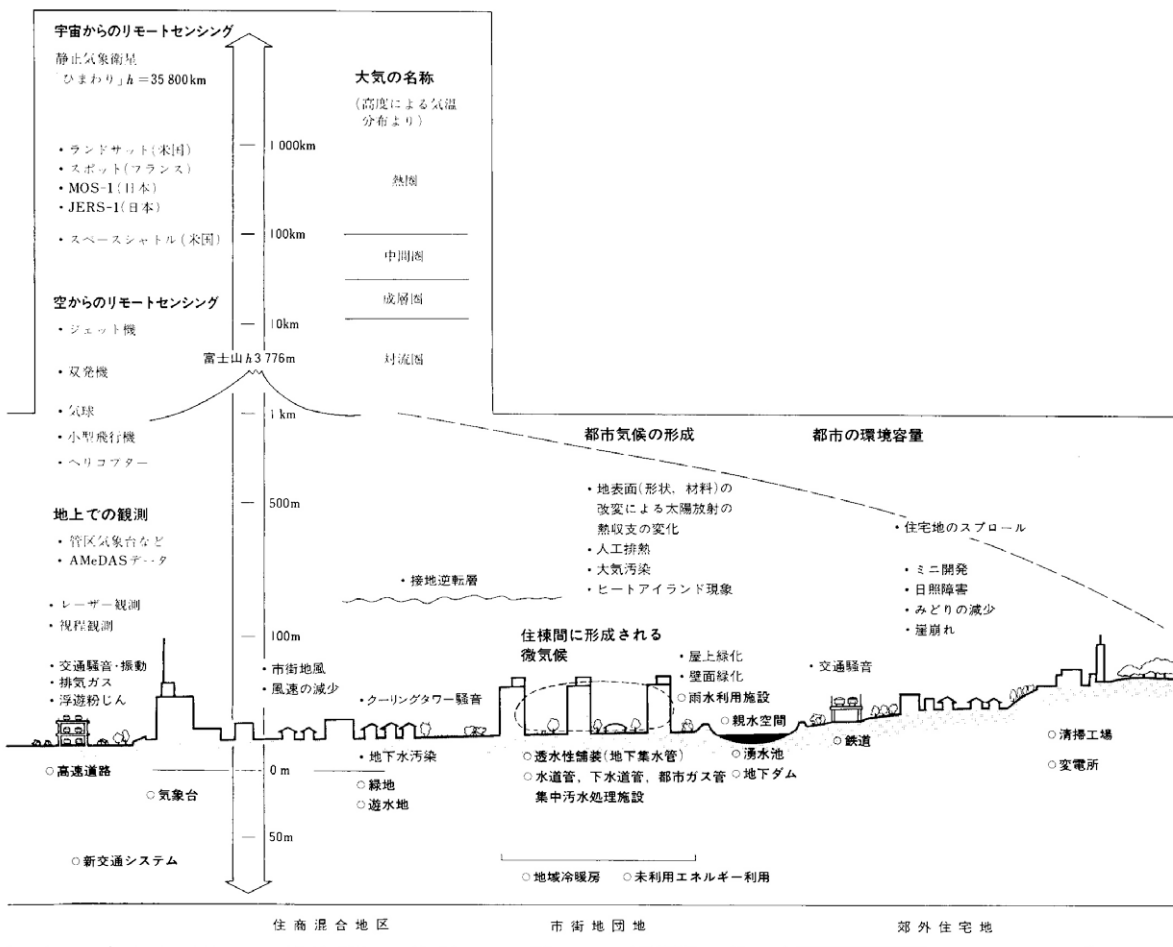 宇宙からのリモートセンシング
静止気象衛星
「ひまわり」h=35 800km
・ランドサット(米国)
・スポット(フランス)
・MOS-1(日本)
・JERS-1(日本)
・スペースシャトル(米国)
空からのリモートセンシング
・ジェット機
・双発機
・気球
・小型飛行機
・ヘリコプター
地上での観測
・管区気象台など
・AMeDASデータ
・レーザー観測
・視程観測
・交通騒音・振動
・排気ガス
・浮遊粉じん
○高速道路
○気象台
○新交通システム
1 000km
100km
10km
富士山h3 776m
1 km
500m
100m
0 m
50m
大気の名称
(高度による気温
分布より)
熱圏
中間圏
成層圏
対流圏
・接地逆転層
・市街地風
・風速の減少
・クーリングタワー騒音
・地下水汚染
○緑地
○遊水地
都市気候の形成
・地表面(形状,材料)の
改変による太陽放射の
熱収支の変化
・人工排熱
・大気汚染
・ヒートアイランド現象
住棟間に形成される
微気候
・屋上緑化
・壁面緑化
○雨水利用施設
○親水空間
○透水性舗装(地下集水管)
○水道管,下水道管,都市ガス管
集中汚水処理施設
○湧水池
○地下ダム
○地域冷暖房
○未利用エネルギー利用
都市の環境容量
・住宅地のスプロール
・ミニ開発
・日照障害
・みどりの減少
・崖崩れ
・交通騒音
○鉄道
○清掃工場
○変電所
住商混合地区
市街地団地
郊外住宅地